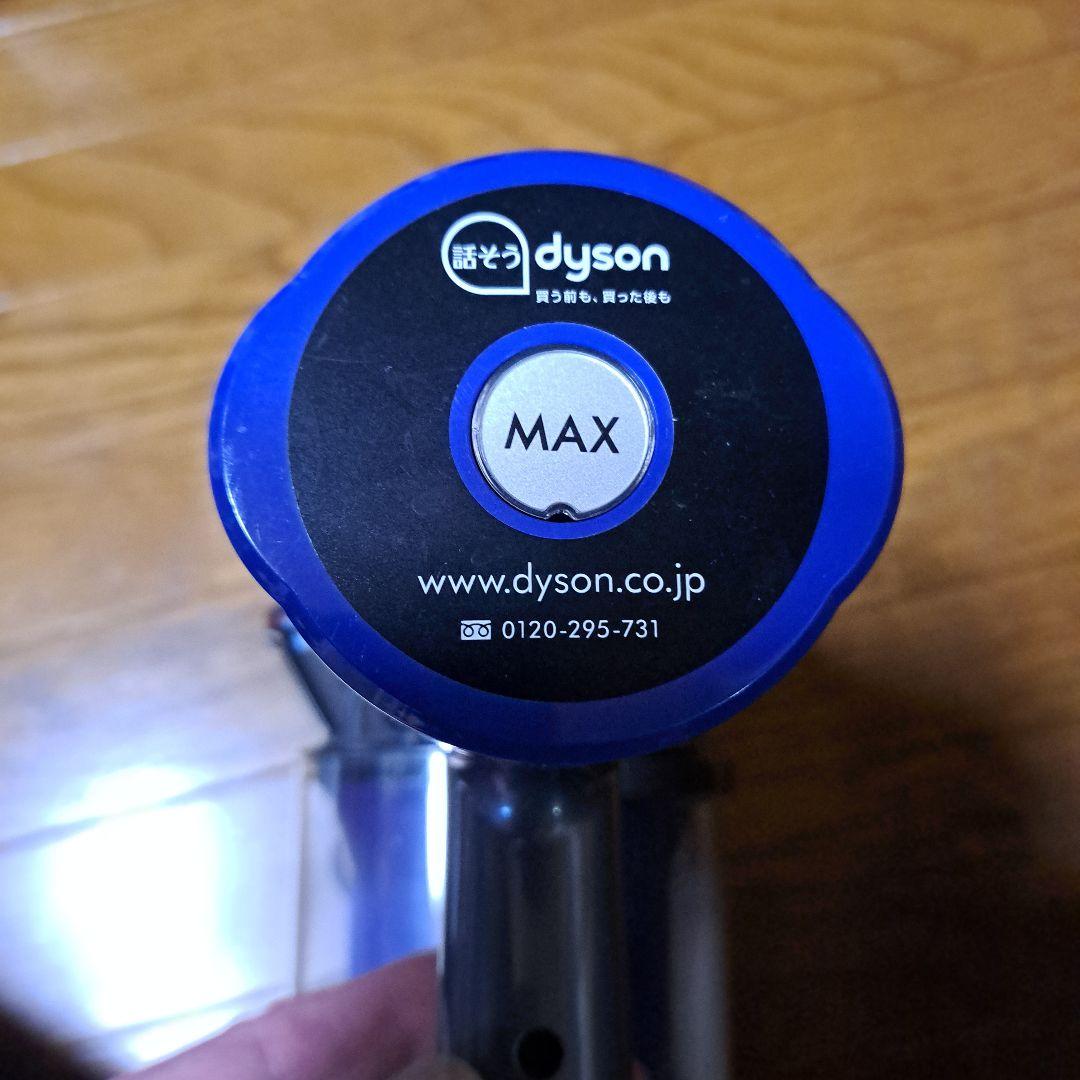 話そう dyson
買う前も、買った後も
MAX
www.dyson.co.jp
0120-295-731